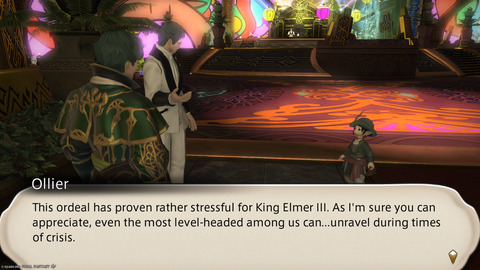 Ollier
This ordeal has proven rather stressful for King Elmer III. As I'm sure you can
appreciate, even the most level-headed among us can...unravel during times
of crisis.